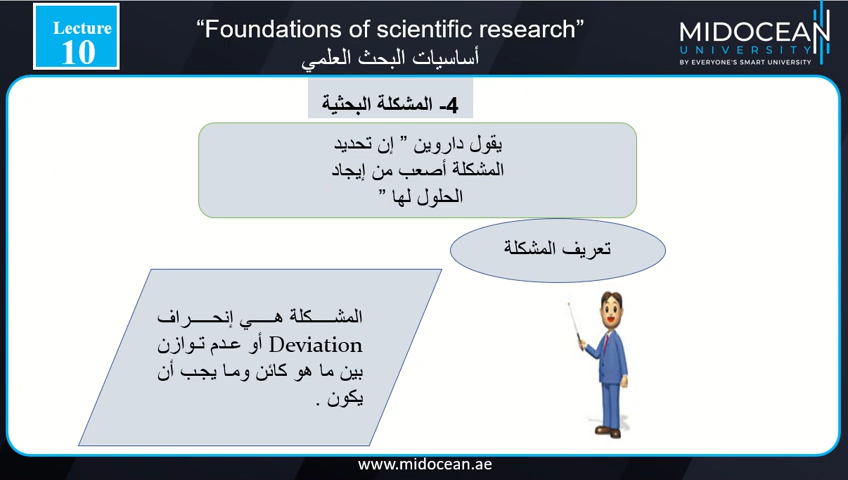 Lecture
10
“Foundations of scientific research”
أساسيات البحث العلمي
MIDOCEAN
UNIVERSITY
BY EVERYONE'S SMART UNIVERSITY
4- المشكلة البحثية
يقول داروين ” إن تحديد
المشكلة أصعب من إيجاد
الحلول لها ”
تعريف المشكلة
المشكلة هي إنحراف
Deviation أو عدم توازن
بين ما هو كائن وما يجب أن
يكون .
www.midocean.ae